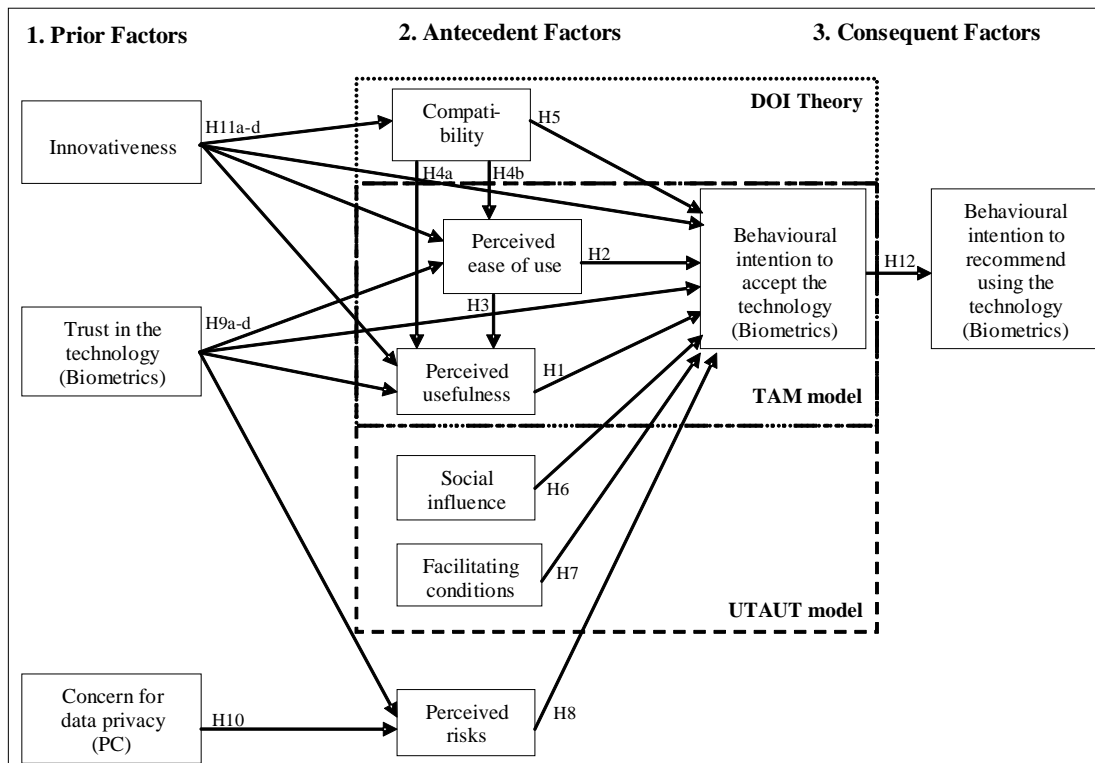 1. Prior Factors
2. Antecedent Factors
3. Consequent Factors
DOI Theory
Innovativeness
H11a-d
Compati-
bility
H5
H4a
H4b
Perceived
ease of use
H2
H3
Behavioural
intention to
accept the
technology
(Biometrics)
H12
Behavioural
intention to
recommend
using the
technology
(Biometrics)
Trust in the
technology
(Biometrics)
H9a-d
Perceived
usefulness
H1
TAM model
Social
influence
H6
Facilitating
conditions
H7
UTAUT model
Concern for
data privacy
(PC)
H10
Perceived
risks
H8